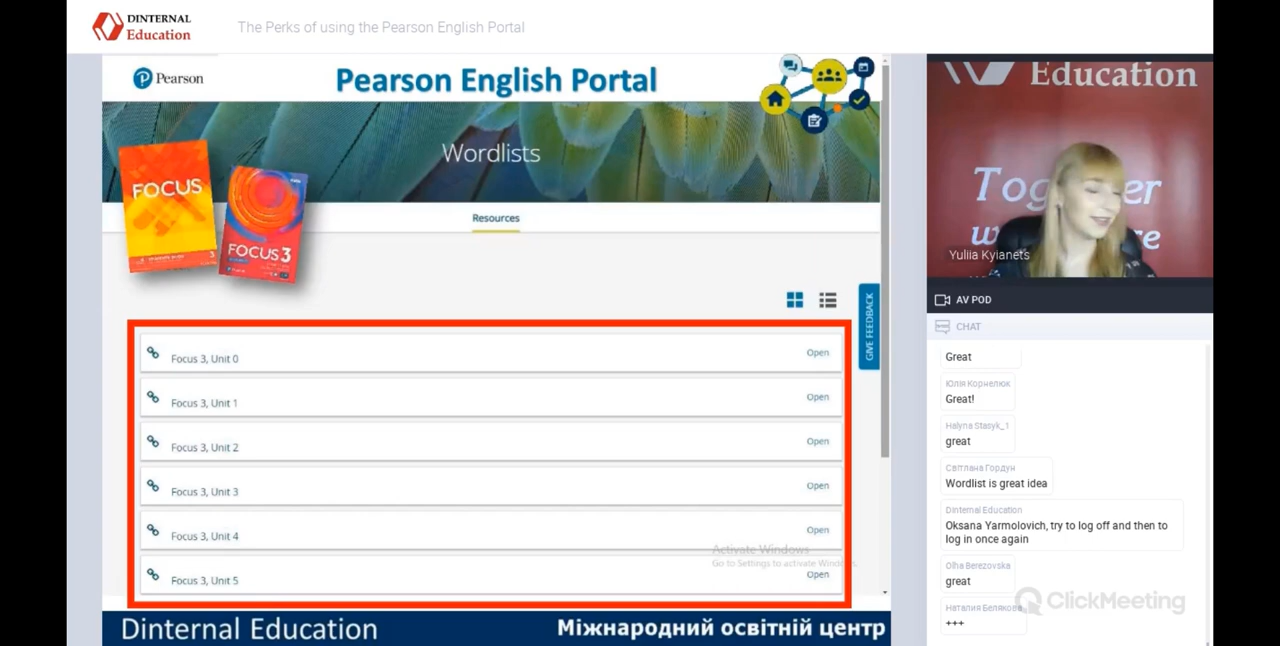 DINTERNAL
Education
The Perks of using the Pearson English Portal
Pearson
Pearson English Portal
Wordlists
FOCUS
FOCUS 3
Resources
GIVE FEEDBACK
Focus 3, Unit 0 Open
Focus 3, Unit 1 Open
Focus 3, Unit 2 Open
Focus 3, Unit 3 Open
Focus 3, Unit 4 Open
Focus 3, Unit 5 Open
Activate Windows
Go to Settings to activate Windows.
Dinternal Education
Міжнародний освітній центр
Education
Yuliia Kyianets
AV POD
CHAT
Great
Юлія Корнелюк
Great!
Halyna Stasyk_1
great
Світлана Гордун
Wordlist is great idea
Dinternal Education
Oksana Yarmolovich, try to log off and then to
log in once again
Olha Berezovska
great
Наталия Белякова
+++
ClickMeeting